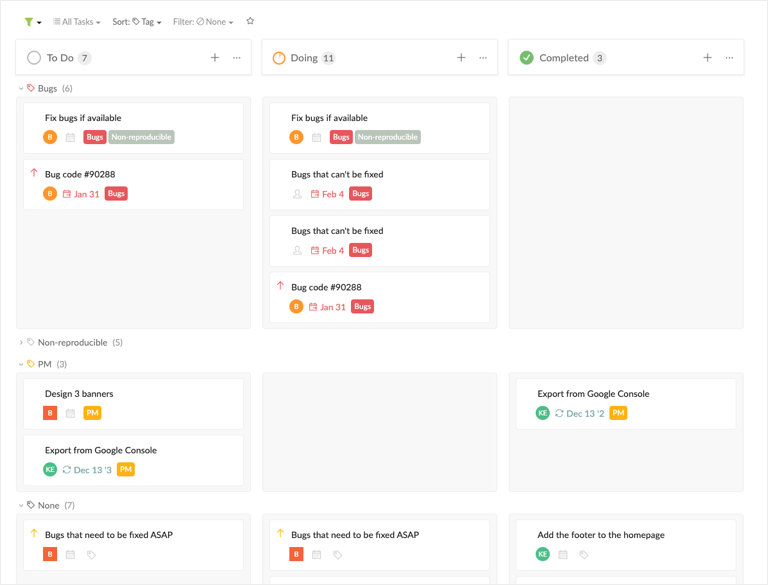 All Tasks Sort: Tag Filter: None
To Do 7 + ...
Doing 11 + ...
Completed 3 + ...
Bugs (6)
Fix bugs if available
B Bugs Non-reproducible
Bug code #90288
B Jan 31 Bugs
Fix bugs if available
B Bugs Non-reproducible
Bugs that can't be fixed
Feb 4 Bugs
Bugs that can't be fixed
Feb 4 Bugs
Bug code #90288
B Jan 31 Bugs
Non-reproducible (5)
PM (3)
Design 3 banners
B PM
Export from Google Console
KE Dec 13 '3 PM
Export from Google Console
KE Dec 13 '2 PM
None (7)
Bugs that need to be fixed ASAP
B
Bugs that need to be fixed ASAP
B
Add the footer to the homepage
KE